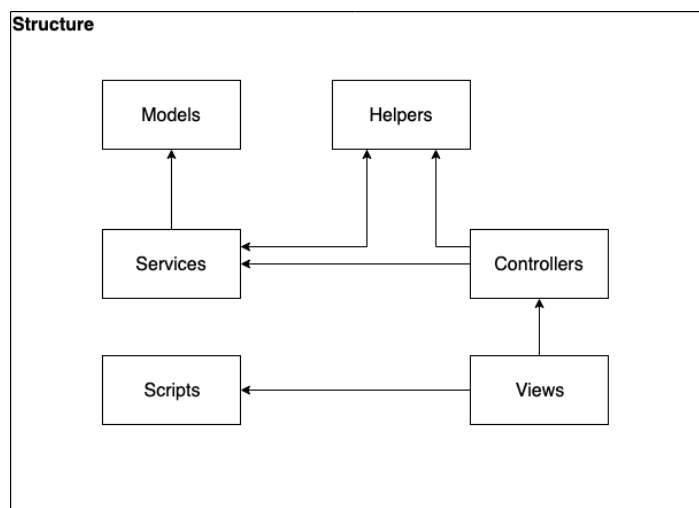 Structure
Models
Helpers
Services
Controllers
Scripts
Views